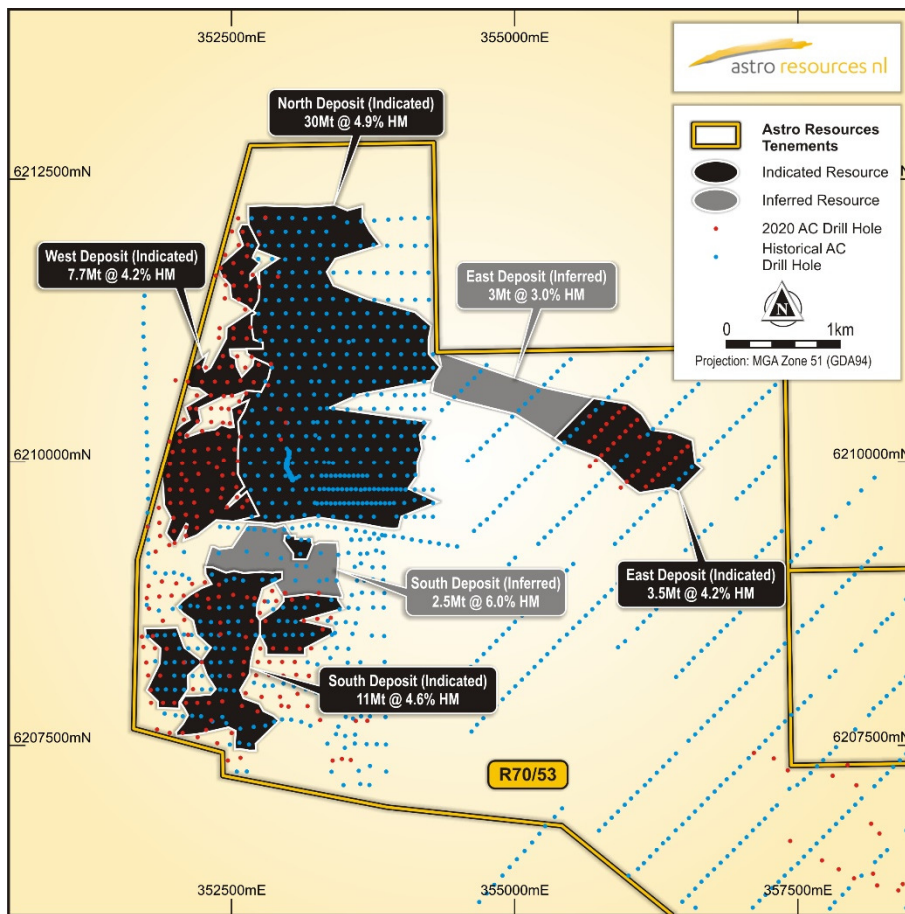 352500mE
355000mE
astro resources nl
North Deposit (Indicated)
30Mt @ 4.9% HM
6212500mN
Astro Resources
Tenements
Indicated Resource
Inferred Resource
2020 AC Drill Hole
Historical AC
Drill Hole
West Deposit (Indicated)
7.7Mt @ 4.2% HM
East Deposit (Inferred)
3Mt @ 3.0% HM
N
0
1km
Projection: MGA Zone 51 (GDA94)
6210000mN
6210000mN
South Deposit (Inferred)
2.5Mt @ 6.0% HM
East Deposit (Indicated)
3.5Mt @ 4.2% HM
South Deposit (Indicated)
11Mt @ 4.6% HM
6207500mN
6207500mN
R70/53
352500mE
355000mE
357500mE